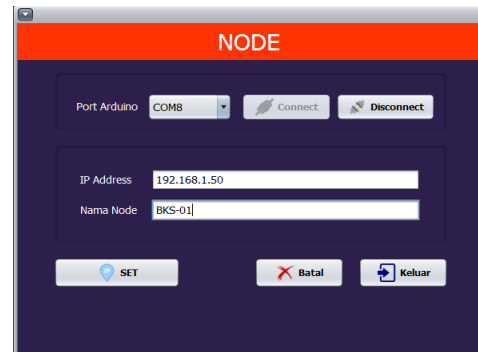 NODE
Port Arduino COM8 Connect Disconnect
IP Address 192.168.1.50
Nama Node BKS-01
SET Batal Keluar